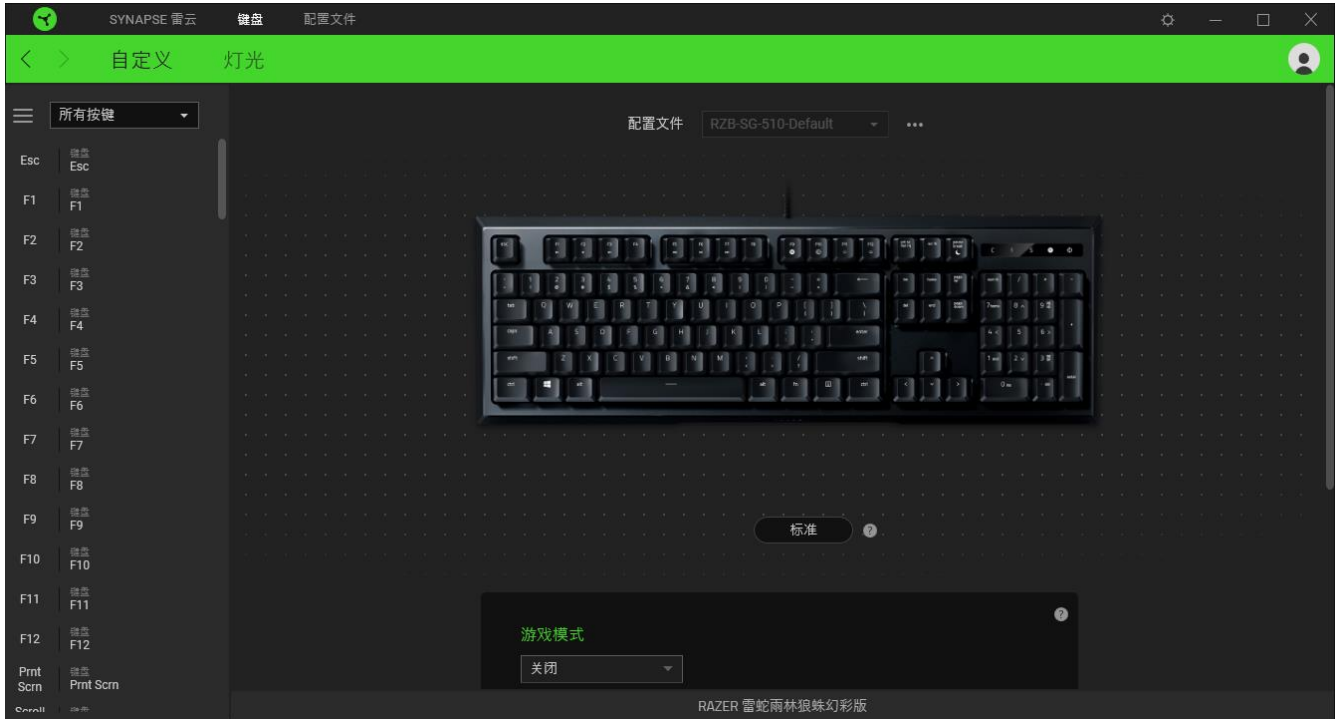 SYNAPSE 雷云 键盘 配置文件
自定义 灯光
所有按键
配置文件 RZB-SG-510-Default
Esc 键盘 Esc
F1 键盘 F1
F2 键盘 F2
F3 键盘 F3
F4 键盘 F4
F5 键盘 F5
F6 键盘 F6
F7 键盘 F7
F8 键盘 F8
F9 键盘 F9
F10 键盘 F10
F11 键盘 F11
F12 键盘 F12
Prnt Scrn 键盘 Prnt Scrn
Scroll 键盘
标准
游戏模式
关闭
RAZER 雷蛇雨林狼蛛幻彩版